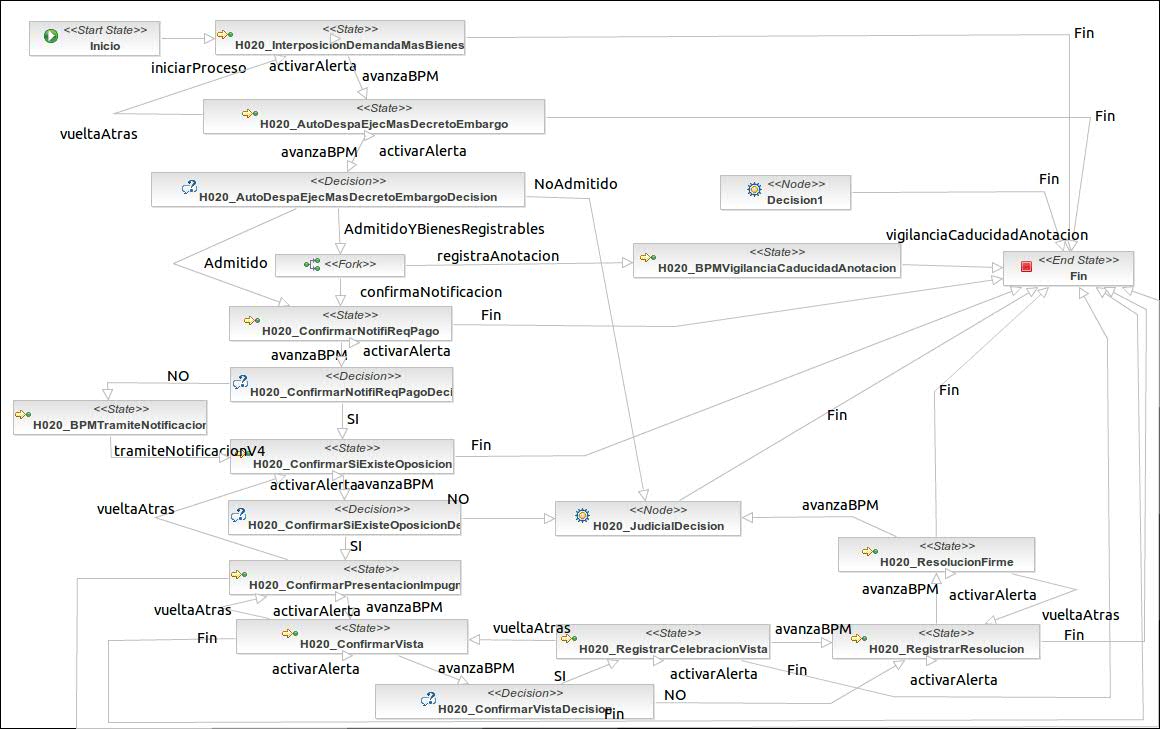 <<Start State>>
Inicio
<<State>>
H020_InterposicionDemandaMasBienes
Fin
iniciarProceso
activarAlerta
avanzaBPM
<<State>>
H020_AutoDespaEjecMasDecretoEmbargo
Fin
vueltaAtras
avanzaBPM
activarAlerta
<<Decision>>
H020_AutoDespaEjecMasDecretoEmbargoDecision
NoAdmitido
<<Node>>
Decision1
Fin
AdmitidoYBienesRegistrables
vigilanciaCaducidadAnotacion
Admitido
<<Fork>>
registraAnotacion
<<State>>
H020_BPMVigilanciaCaducidadAnotacion
<<End State>>
Fin
confirmaNotificacion
<<State>>
H020_ConfirmarNotifiReqPago
Fin
avanzaBPM
activarAlerta
NO
<<Decision>>
H020_ConfirmarNotifiReqPagoDeci
Fin
<<State>>
H020_BPMTramiteNotificacion
SI
Fin
tramiteNotificacionV4
<<State>>
H020_ConfirmarSiExisteOposicion
Fin
activarAlerta
avanzaBPM
NO
vueltaAtras
<<Decision>>
H020_ConfirmarSiExisteOposicionDe
<<Node>>
H020_JudicialDecision
avanzaBPM
SI
<<State>>
H020_ResolucionFirme
<<State>>
H020_ConfirmarPresentacionImpugn
avanzaBPM
activarAlerta
vueltaAtras
activarAlerta
avanzaBPM
vueltaAtras
Fin
<<State>>
H020_ConfirmarVista
vueltaAtras
<<State>>
H020_RegistrarCelebracionVista
avanzaBPM
<<State>>
H020_RegistrarResolucion
Fin
activarAlerta
avanzaBPM
SI
activarAlerta
Fin
activarAlerta
<<Decision>>
H020_ConfirmarVistaDecision
NO
Fin